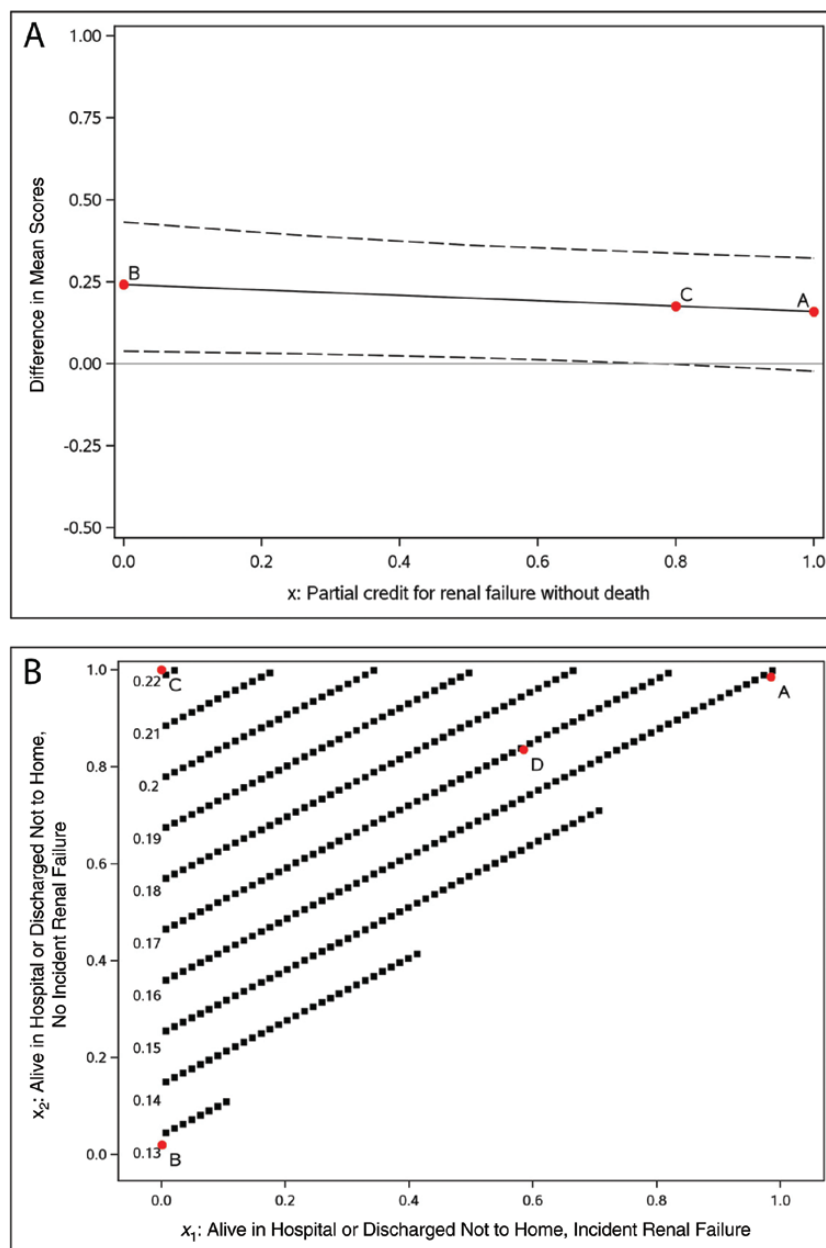 A
1.00
0.75
0.50
0.25
0.00
-0.25
-0.50
Difference in Mean Scores
B
C
A
0.0
0.2
0.4
0.6
0.8
1.0
x: Partial credit for renal failure without death
B
1.0
0.8
0.6
0.4
0.2
0.0
x₂: Alive in Hospital or Discharged Not to Home,
No Incident Renal Failure
0.22
C
A
0.21
0.2
D
0.19
0.18
0.17
0.16
0.15
0.14
0.13
B
0.0
0.2
0.4
0.6
0.8
1.0
x₁: Alive in Hospital or Discharged Not to Home, Incident Renal Failure